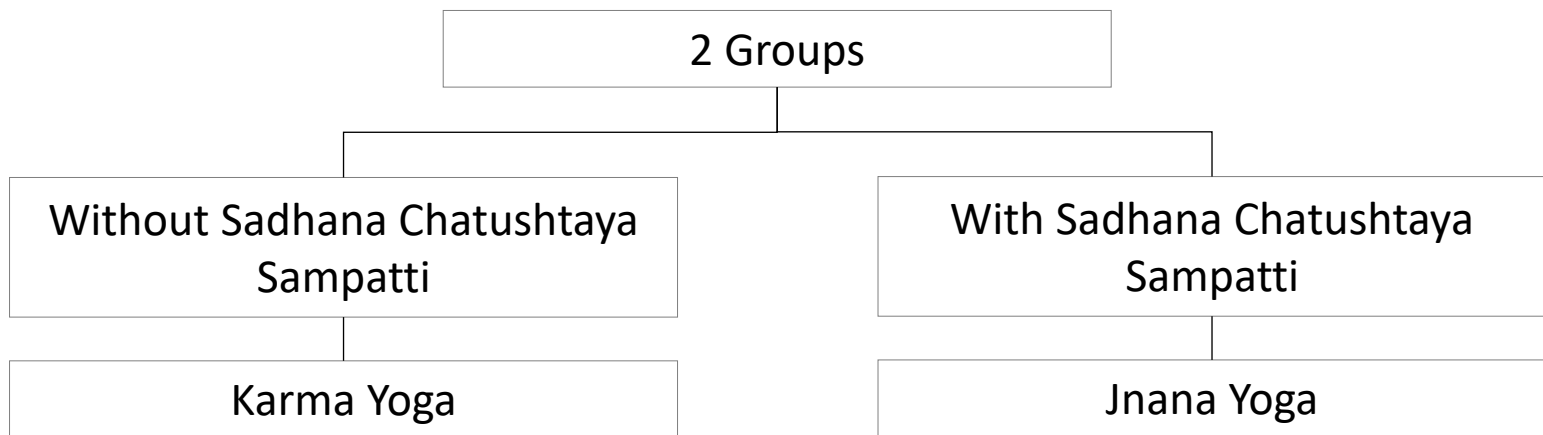 2 Groups
Without Sadhana Chatushtaya
Sampatti
With Sadhana Chatushtaya
Sampatti
Karma Yoga
Jnana Yoga